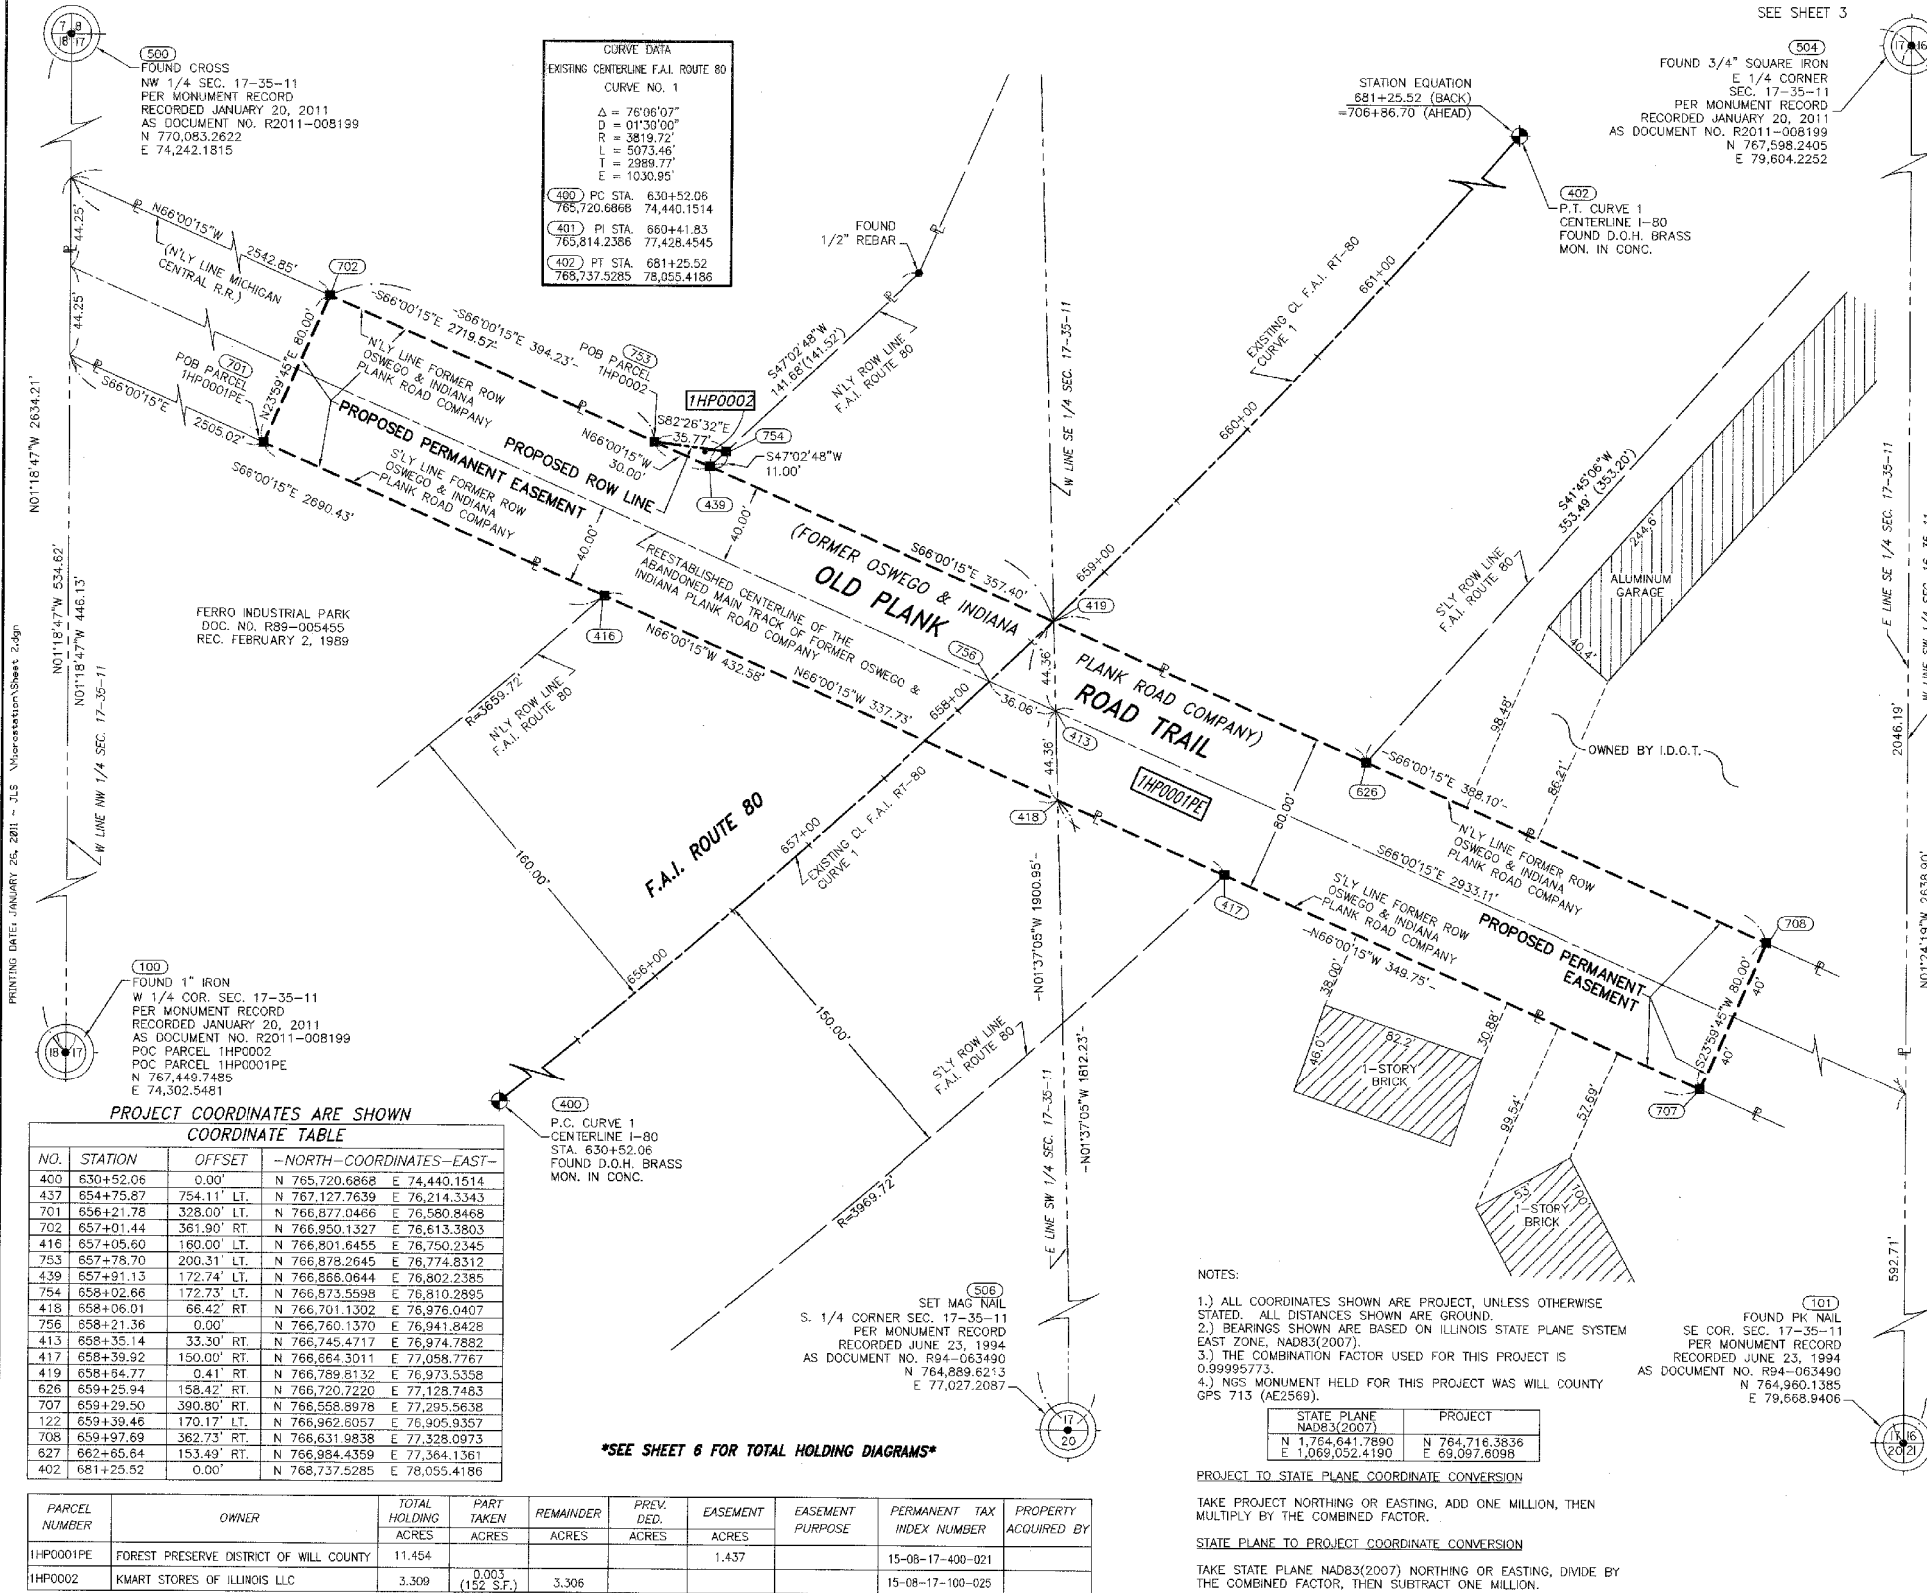 SEE SHEET 3
7 8
18 17
500
FOUND CROSS
NW 1/4 SEC. 17-35-11
PER MONUMENT RECORD
RECORDED JANUARY 20, 2011
AS DOCUMENT NO. R2011-008199
N 770,083.2622
E 74,242.1815
CURVE DATA
EXISTING CENTERLINE F.A.I. ROUTE 80
CURVE NO. 1
Δ = 76°06'07"
D = 01°30'00"
R = 3819.72'
L = 5073.46'
T = 2989.77'
E = 1030.95'
400 PC STA. 630+52.06
765,720.6868 74,440.1514
401 PI STA. 660+41.83
765,814.2386 77,428.4545
402 PT STA. 681+25.52
768,737.5285 78,055.4186
STATION EQUATION
681+25.52 (BACK)
=706+86.70 (AHEAD)
504
FOUND 3/4" SQUARE IRON
E 1/4 CORNER
SEC. 17-35-11
PER MONUMENT RECORD
RECORDED JANUARY 20, 2011
AS DOCUMENT NO. R2011-008199
N 767,598.2405
E 79,604.2252
17 16
402
P.T. CURVE 1
CENTERLINE I-80
FOUND D.O.H. BRASS
MON. IN CONC.
FOUND
1/2" REBAR
N66°00'15"W 2542.85'
(N'LY LINE MICHIGAN
CENTRAL R.R.)
44.25'
44.25'
702
-S66°00'15"E 2719.57'-
-S66°00'15"E 394.23'-
N'LY LINE FORMER ROW
OSWEGO & INDIANA
PLANK ROAD COMPANY
POB PARCEL
1HP0002
753
S47°02'48"W
141.68'(141.52')
N'LY ROW LINE
F.A.I. ROUTE 80
1HP0002
S82°26'32"E
35.77'
754
S47°02'48"W
11.00'
N66°00'15"W
30.00'
439
701
POB PARCEL
1HP0001PE
N23°59'45"E 80.00'
S66°00'15"E 2505.02'
PROPOSED PERMANENT EASEMENT
PROPOSED ROW LINE
S'LY LINE FORMER ROW
OSWEGO & INDIANA
PLANK ROAD COMPANY
S66°00'15"E 2690.43'
40.00'
40.00'
N01°18'47"W 2634.21'
N01°18'47"W 534.62'
N01°18'47"W 446.13'
W LINE NW 1/4 SEC. 17-35-11
PRINTING DATE: JANUARY 26, 2011 ~ JLS \Microstation\Sheet 2.dgn
FERRO INDUSTRIAL PARK
DOC. NO. R89-005455
REC. FEBRUARY 2, 1989
416
REESTABLISHED CENTERLINE OF THE
ABANDONED MAIN TRACK OF FORMER OSWEGO &
INDIANA PLANK ROAD COMPANY
(FORMER OSWEGO & INDIANA
OLD PLANK
S66°00'15"E 357.40'
PLANK ROAD COMPANY)
ROAD TRAIL
W LINE SE 1/4 SEC. 17-35-11
EXISTING CL F.A.I. RT-80
CURVE 1
661+00
660+00
659+00
658+00
657+00
656+00
419
756
-36.06'
44.36'
44.36'
413
418
N66°00'15"W 432.58'
N66°00'15"W 337.73'
R=3659.72'
N'LY ROW LINE
F.A.I. ROUTE 80
160.00'
F.A.I. ROUTE 80
EXISTING CL F.A.I. RT-80
CURVE 1
150.00'
1HP0001PE
80.00'
417
S41°45'06"W
353.49' (353.20')
S'LY ROW LINE
F.A.I. ROUTE 80
244.6'
ALUMINUM
GARAGE
40.4'
98.48'
86.21'
OWNED BY I.D.O.T.
626
-S66°00'15"E 388.10'-
N'LY LINE FORMER ROW
OSWEGO & INDIANA
PLANK ROAD COMPANY
S66°00'15"E 2933.11'
S'LY LINE FORMER ROW
OSWEGO & INDIANA
PLANK ROAD COMPANY
-N66°00'15"W 349.75'-
PROPOSED PERMANENT
EASEMENT
708
S23°59'45"W 80.00'
40'
40'
707
E LINE SE 1/4 SEC. 17-35-11
2046.19'
N01°24'19"W 2638.90'
592.71'
38.00'
30.88'
82.2'
46.0'
1-STORY
BRICK
99.54'
57.69'
53'
100'
1-STORY
BRICK
-N01°37'05"W 1900.95'-
-N01°37'05"W 1812.23'-
E LINE SW 1/4 SEC. 17-35-11
S'LY ROW LINE
F.A.I. ROUTE 80
R=3969.72'
100
FOUND 1" IRON
W 1/4 COR. SEC. 17-35-11
PER MONUMENT RECORD
RECORDED JANUARY 20, 2011
AS DOCUMENT NO. R2011-008199
POC PARCEL 1HP0002
POC PARCEL 1HP0001PE
N 767,449.7485
E 74,302.5481
18 17
400
P.C. CURVE 1
CENTERLINE I-80
STA. 630+52.06
FOUND D.O.H. BRASS
MON. IN CONC.
PROJECT COORDINATES ARE SHOWN
COORDINATE TABLE
NO. STATION OFFSET -NORTH-COORDINATES-EAST-
400 630+52.06 0.00' N 765,720.6868 E 74,440.1514
437 654+75.87 754.11' LT. N 767,127.7639 E 76,214.3343
701 656+21.78 328.00' LT. N 766,877.0466 E 76,580.8468
702 657+01.44 361.90' RT. N 766,950.1327 E 76,613.3803
416 657+05.60 160.00' LT. N 766,801.6455 E 76,750.2345
753 657+78.70 200.31' LT. N 766,878.2645 E 76,774.8312
439 657+91.13 172.74' LT. N 766,866.0644 E 76,802.2385
754 658+02.66 172.73' LT. N 766,873.5598 E 76,810.2895
418 658+06.01 66.42' RT. N 766,701.1302 E 76,976.0407
756 658+21.36 0.00' N 766,760.1370 E 76,941.8428
413 658+35.14 33.30' RT. N 766,745.4717 E 76,974.7882
417 658+39.92 150.00' RT. N 766,664.3011 E 77,058.7767
419 658+64.77 0.41' RT. N 766,789.8132 E 76,973.5358
626 659+25.94 158.42' RT. N 766,720.7220 E 77,128.7483
707 659+29.50 390.80' RT. N 766,558.8978 E 77,295.5638
122 659+39.46 170.17' LT. N 766,962.6057 E 76,905.9357
708 659+97.69 362.73' RT. N 766,631.9838 E 77,328.0973
627 662+65.64 153.49' RT. N 766,984.4359 E 77,364.1361
402 681+25.52 0.00' N 768,737.5285 E 78,055.4186
506
SET MAG NAIL
S. 1/4 CORNER SEC. 17-35-11
PER MONUMENT RECORD
RECORDED JUNE 23, 1994
AS DOCUMENT NO. R94-063490
N 764,889.6213
E 77,027.2087
17
20
*SEE SHEET 6 FOR TOTAL HOLDING DIAGRAMS*
NOTES:
1.) ALL COORDINATES SHOWN ARE PROJECT, UNLESS OTHERWISE
STATED. ALL DISTANCES SHOWN ARE GROUND.
2.) BEARINGS SHOWN ARE BASED ON ILLINOIS STATE PLANE SYSTEM
EAST ZONE, NAD83(2007).
3.) THE COMBINATION FACTOR USED FOR THIS PROJECT IS
0.99995773.
4.) NGS MONUMENT HELD FOR THIS PROJECT WAS WILL COUNTY
GPS 713 (AE2569).
STATE PLANE NAD83(2007) PROJECT
N 1,764,641.7890 N 764,716.3836
E 1,069,052.4190 E 69,097.6098
PROJECT TO STATE PLANE COORDINATE CONVERSION
TAKE PROJECT NORTHING OR EASTING, ADD ONE MILLION, THEN
MULTIPLY BY THE COMBINED FACTOR.
STATE PLANE TO PROJECT COORDINATE CONVERSION
TAKE STATE PLANE NAD83(2007) NORTHING OR EASTING, DIVIDE BY
THE COMBINED FACTOR, THEN SUBTRACT ONE MILLION.
101
FOUND PK NAIL
SE COR. SEC. 17-35-11
PER MONUMENT RECORD
RECORDED JUNE 23, 1994
AS DOCUMENT NO. R94-063490
N 764,960.1385
E 79,668.9406
17 16
20 21
PARCEL NUMBER OWNER TOTAL HOLDING PART TAKEN REMAINDER PREV. DED. EASEMENT EASEMENT PURPOSE PERMANENT TAX INDEX NUMBER PROPERTY ACQUIRED BY
ACRES ACRES ACRES ACRES ACRES
1HP0001PE FOREST PRESERVE DISTRICT OF WILL COUNTY 11.454 1.437 15-08-17-400-021
1HP0002 KMART STORES OF ILLINOIS LLC 3.309 0.003 (152 S.F.) 3.306 15-08-17-100-025